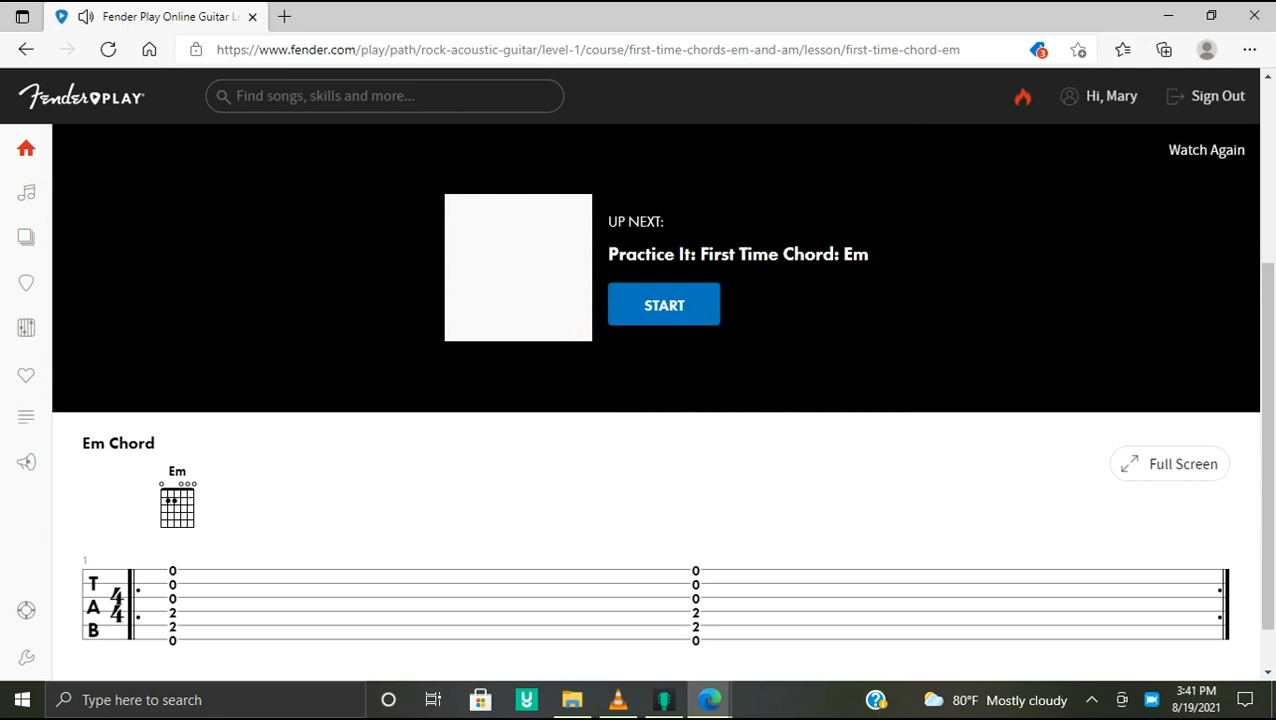 Fender Play Online Guitar L
https://www.fender.com/play/path/rock-acoustic-guitar/level-1/course/first-time-chords-em-and-am/lesson/first-time-chord-em
3
Fender PLAY
Find songs, skills and more...
Hi, Mary
Sign Out
Watch Again
UP NEXT:
Practice It: First Time Chord: Em
START
Em Chord
Full Screen
Em
1
T A B
4 4
0 0
0 0
0 0
2 2
2 2
0 0
Type here to search
80°F Mostly cloudy
3:41 PM
8/19/2021